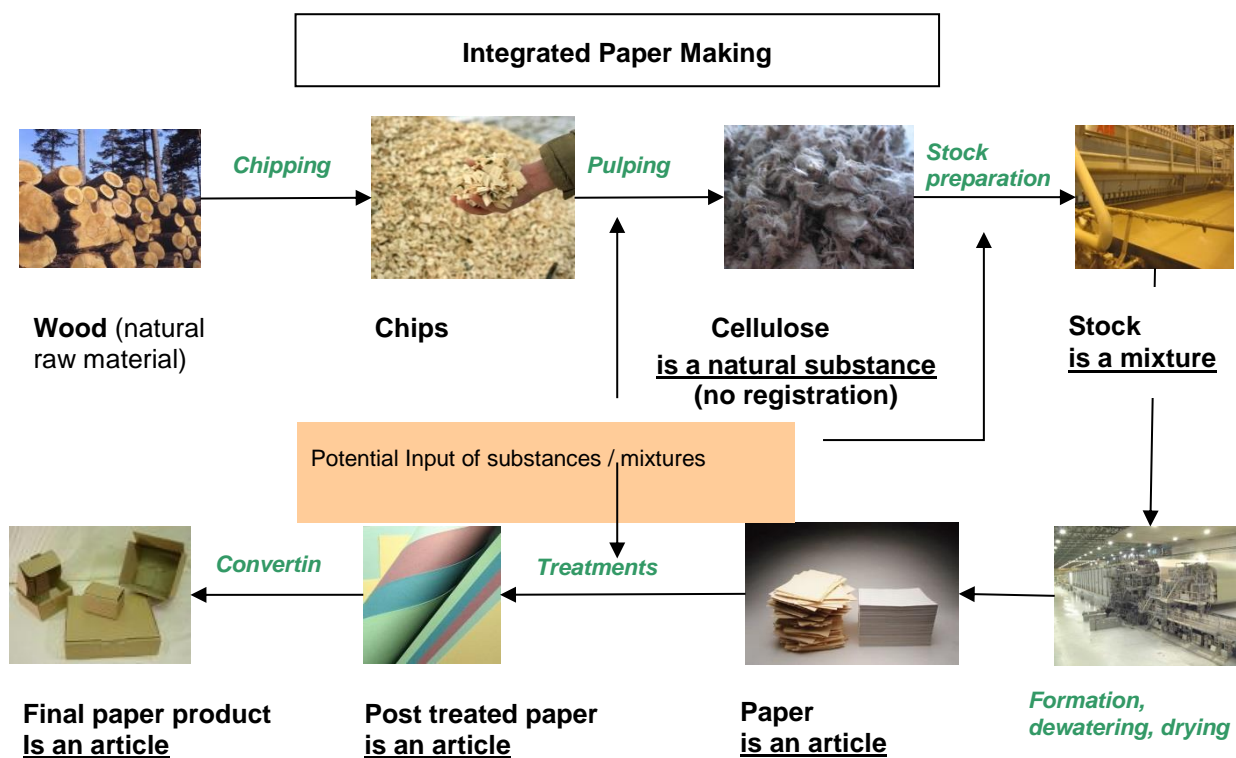 Integrated Paper Making
Chipping
Pulping
Stock
preparation
Wood (natural
raw material)
Chips
Cellulose
is a natural substance
(no registration)
Stock
is a mixture
Potential Input of substances / mixtures
Convertin
Treatments
Final paper product
Is an article
Post treated paper
is an article
Paper
is an article
Formation,
dewatering, drying